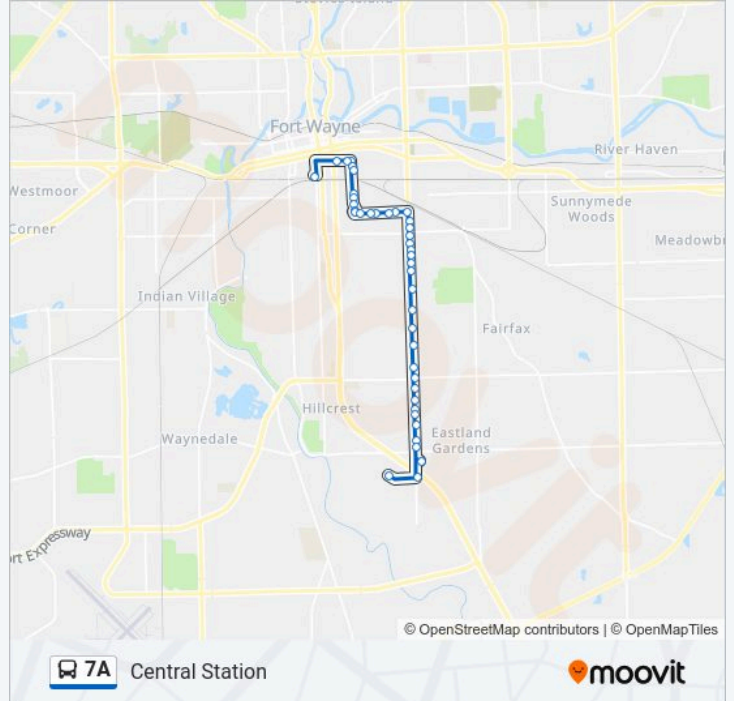 Fort Wayne
River Haven
Westmoor
Sunnymede
Woods
Corner
Meadowbr
Indian Village
Fairfax
Hillcrest
Eastland
Gardens
Waynedale
ort Expressway
© OpenStreetMap contributors | © OpenMapTiles
7A Central Station
moovit